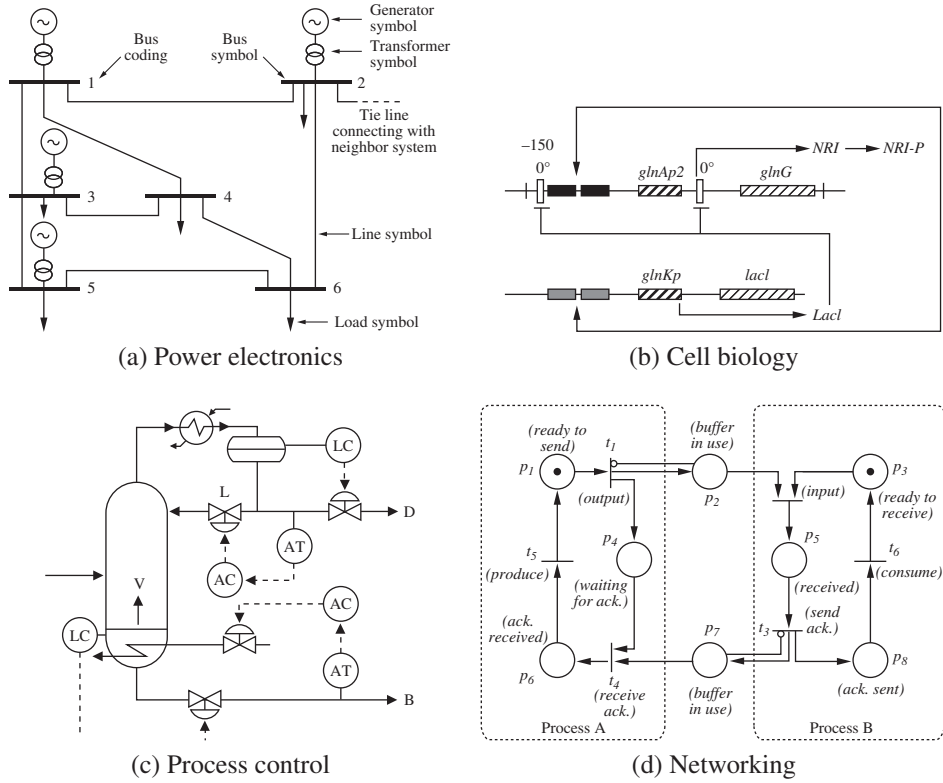 Generator
symbol
Bus
coding
Bus
symbol
Transformer
symbol
1
2
Tie line
connecting with
neighbor system
3
4
Line symbol
5
6
Load symbol
(a) Power electronics
−150
0°
glnAp2
0°
NRI
NRI-P
glnG
glnKp
lacl
Lacl
(b) Cell biology
LC
L
D
AT
AC
V
AC
LC
AT
B
(c) Process control
(ready to
send)
t1
(buffer
in use)
p1
p3
(output)
p2
(input)
(ready to
receive)
p4
p5
t5
t6
(produce)
(consume)
(waiting
for ack.)
(received)
(ack.
received)
(send
ack.)
p7
t3
p6
t4
p8
(receive
ack.)
(buffer
in use)
(ack. sent)
Process A
Process B
(d) Networking